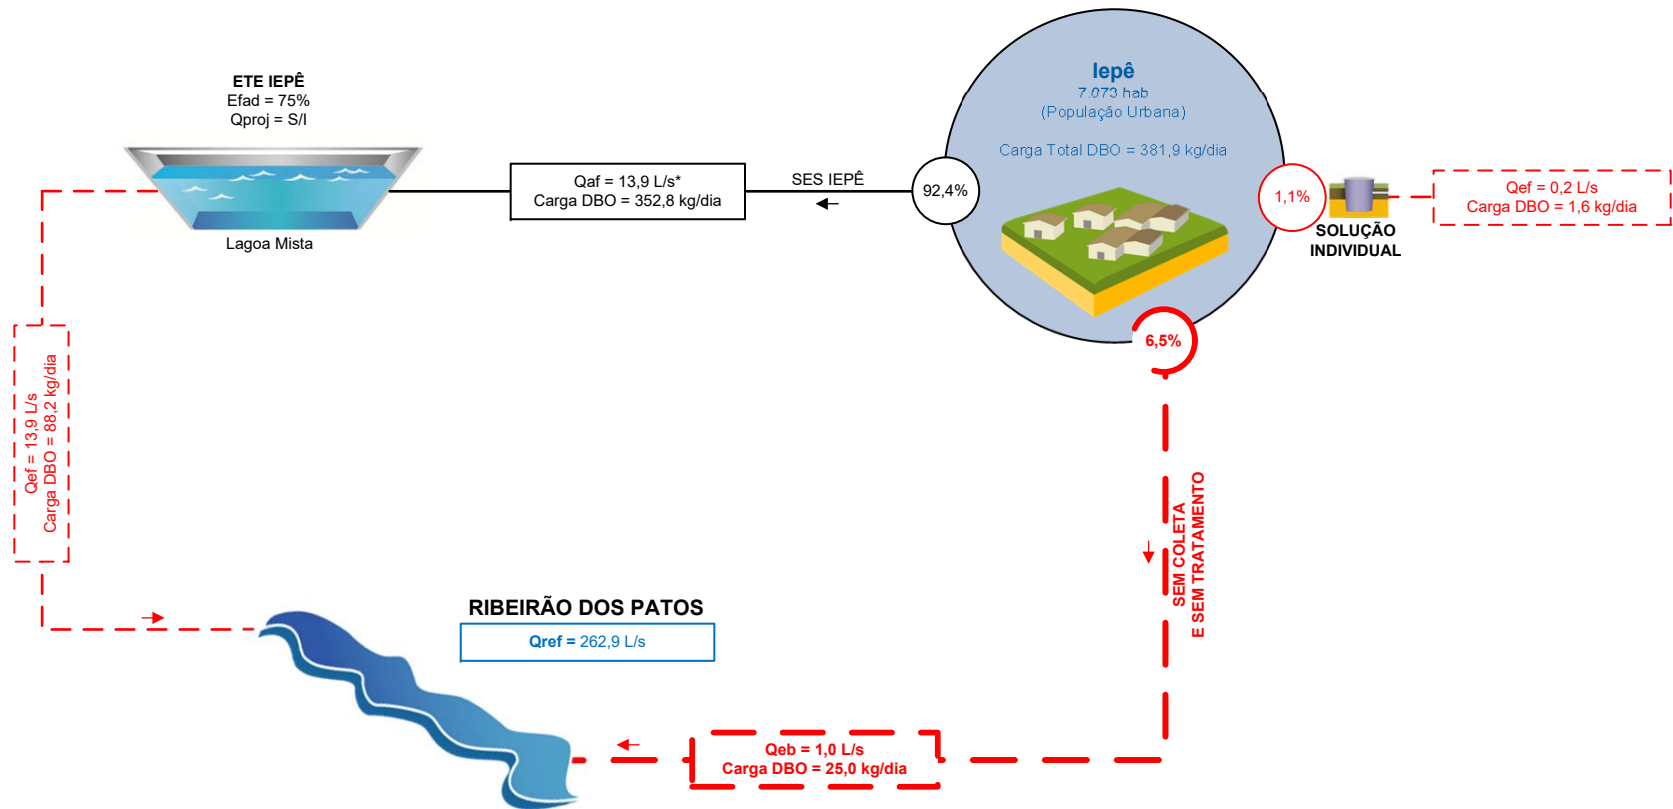 ETE IEPÊ
Efad = 75%
Qproj = S/I
Lagoa Mista
Qaf = 13,9 L/s*
Carga DBO = 352,8 kg/dia
SES IEPÊ
92,4%
Iepê
7.073 hab
(População Urbana)
Carga Total DBO = 381,9 kg/dia
1,1%
SOLUÇÃO
INDIVIDUAL
Qef = 0,2 L/s
Carga DBO = 1,6 kg/dia
6,5%
SEM COLETA
E SEM TRATAMENTO
Qef = 13,9 L/s
Carga DBO = 88,2 kg/dia
RIBEIRÃO DOS PATOS
Qref = 262,9 L/s
Qeb = 1,0 L/s
Carga DBO = 25,0 kg/dia